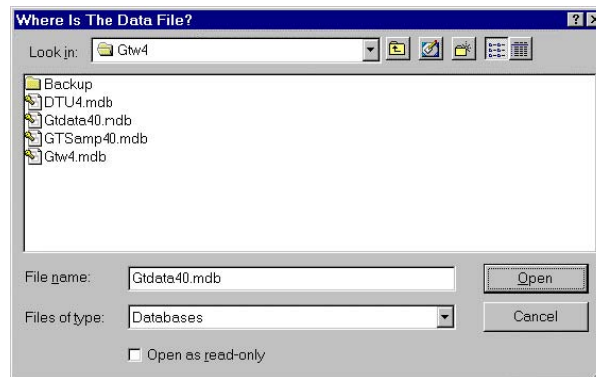 Where Is The Data File?
Look in: Gtw4
Backup
DTU4.mdb
Gtdata40.mdb
GTSamp40.mdb
Gtw4.mdb
File name: Gtdata40.mdb Open
Files of type: Databases Cancel
Open as read-only